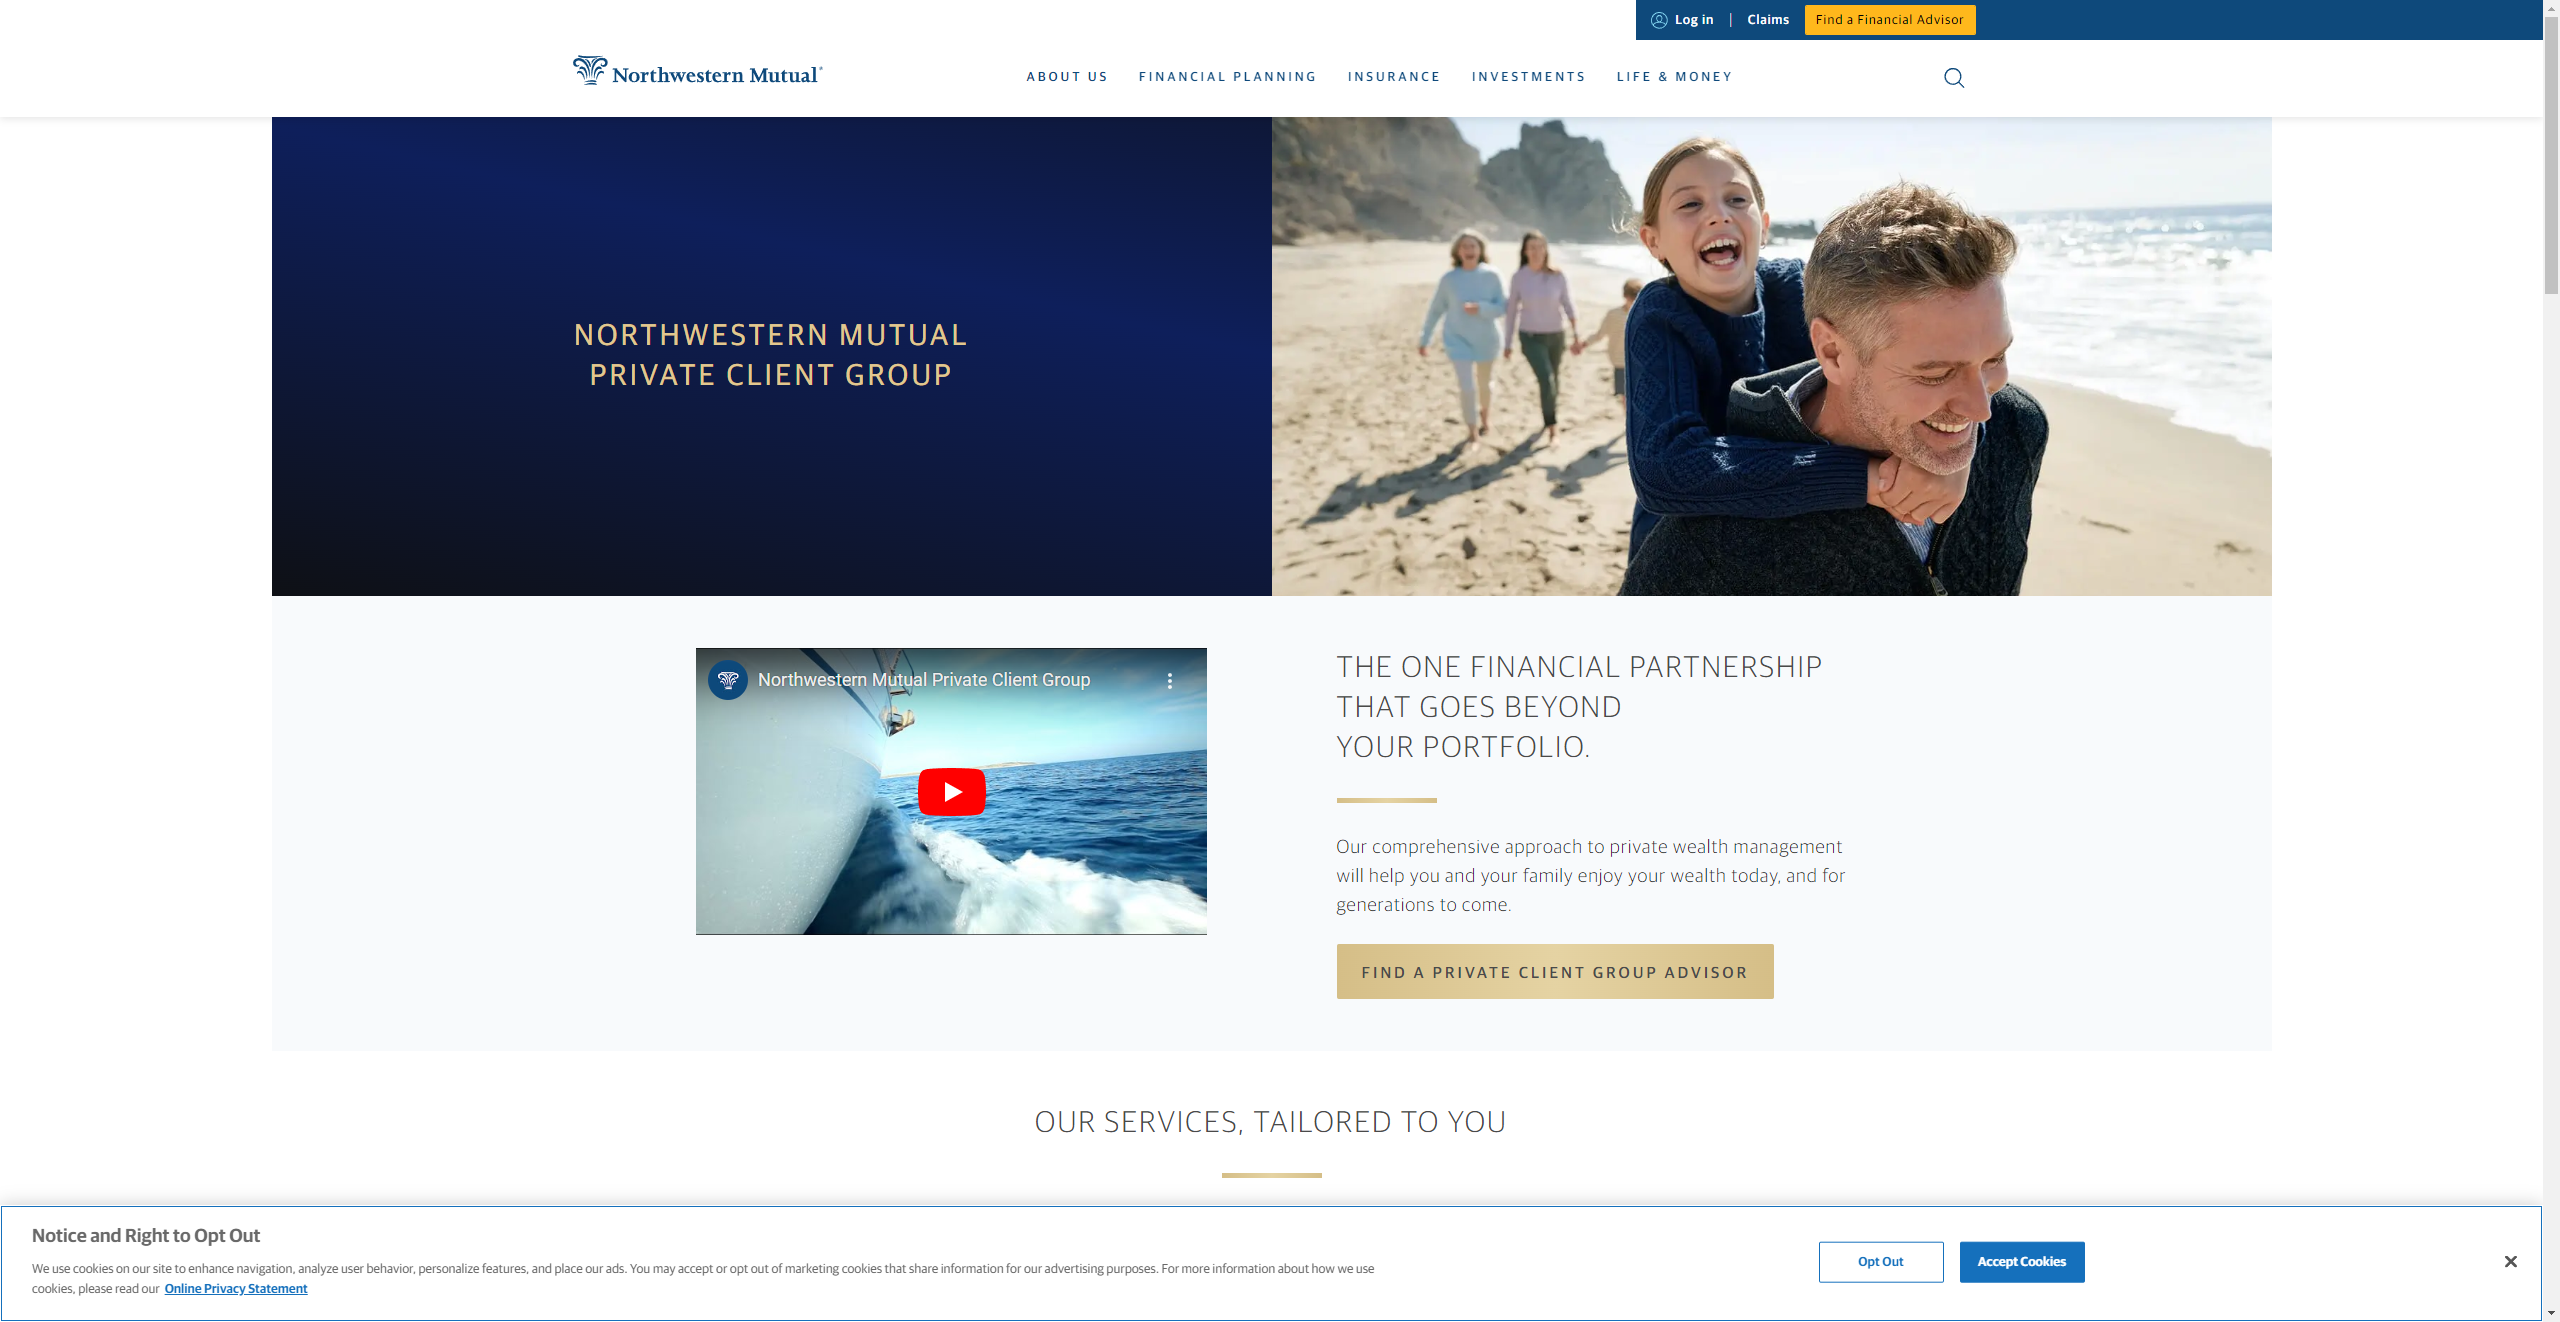 Log in | Claims Find a Financial Advisor
Northwestern Mutual
ABOUT US FINANCIAL PLANNING INSURANCE INVESTMENTS LIFE & MONEY
NORTHWESTERN MUTUAL
PRIVATE CLIENT GROUP
Northwestern Mutual Private Client Group
THE ONE FINANCIAL PARTNERSHIP
THAT GOES BEYOND
YOUR PORTFOLIO.
Our comprehensive approach to private wealth management
will help you and your family enjoy your wealth today, and for
generations to come.
FIND A PRIVATE CLIENT GROUP ADVISOR
OUR SERVICES, TAILORED TO YOU
Notice and Right to Opt Out
We use cookies on our site to enhance navigation, analyze user behavior, personalize features, and place our ads. You may accept or opt out of marketing cookies that share information for our advertising purposes. For more information about how we use
cookies, please read our Online Privacy Statement
Opt Out
Accept Cookies